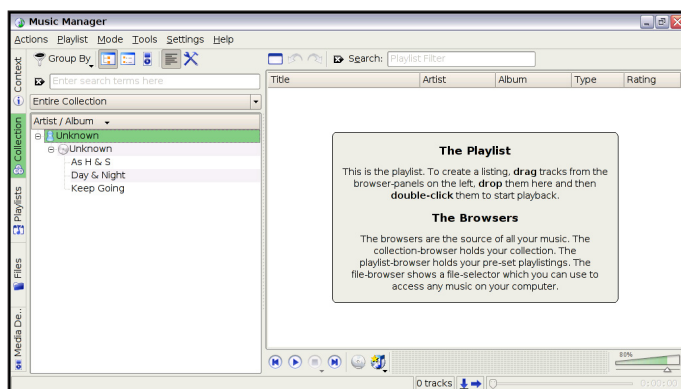 Music Manager
Actions Playlist Mode Tools Settings Help
Group By
Search: Playlist Filter
Enter search terms here
Entire Collection
Artist / Album
Unknown
Unknown
As H & S
Day & Night
Keep Going
Context
Collection
Playlists
Files
Media De..
Title Artist Album Type Rating
The Playlist
This is the playlist. To create a listing, drag tracks from the
browser-panels on the left, drop them here and then
double-click them to start playback.
The Browsers
The browsers are the source of all your music. The
collection-browser holds your collection. The
playlist-browser holds your pre-set playlistings. The
file-browser shows a file-selector which you can use to
access any music on your computer.
80%
0 tracks
0:00:00